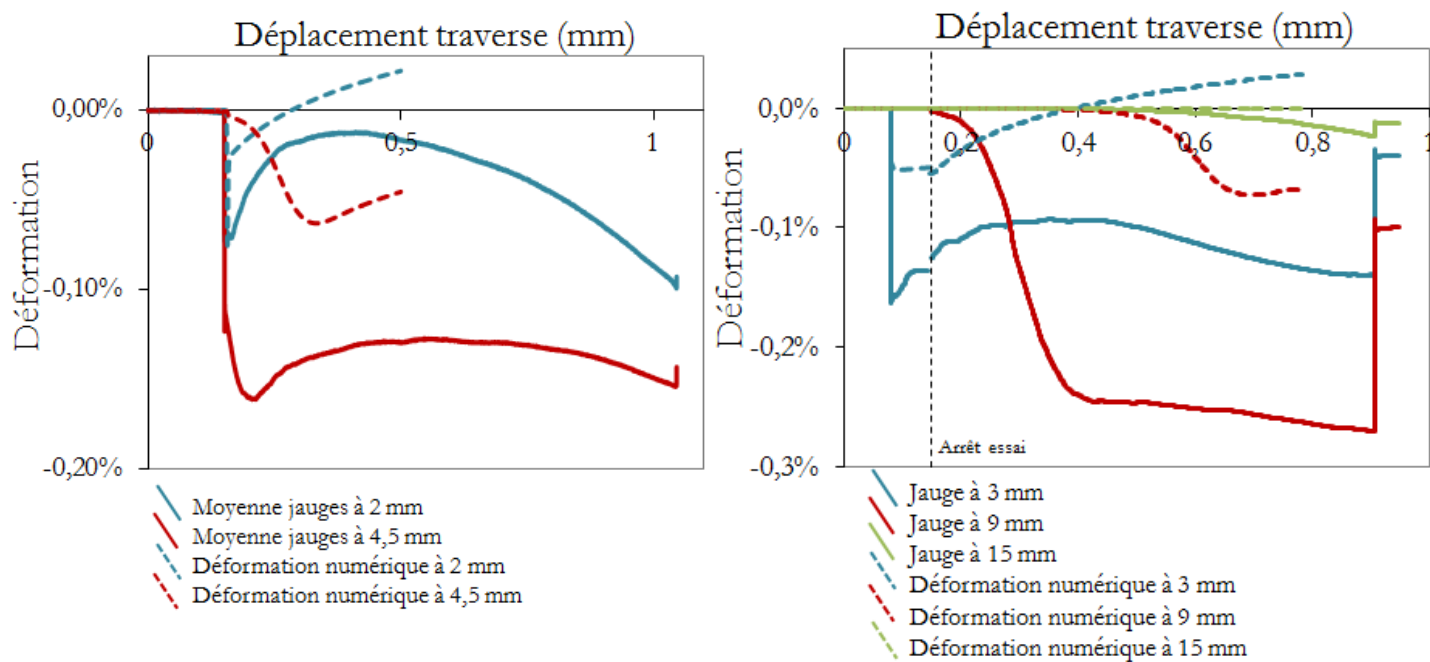 Déplacement traverse (mm)
0,00%
0
0,5
1
-0,10%
-0,20%
Déformation
Moyenne jauges à 2 mm
Moyenne jauges à 4,5 mm
Déformation numérique à 2 mm
Déformation numérique à 4,5 mm
Déplacement traverse (mm)
0,0%
0
0,2
0,4
0,6
0,8
1
-0,1%
-0,2%
-0,3%
Déformation
Arrêt essai
Jauge à 3 mm
Jauge à 9 mm
Jauge à 15 mm
Déformation numérique à 3 mm
Déformation numérique à 9 mm
Déformation numérique à 15 mm